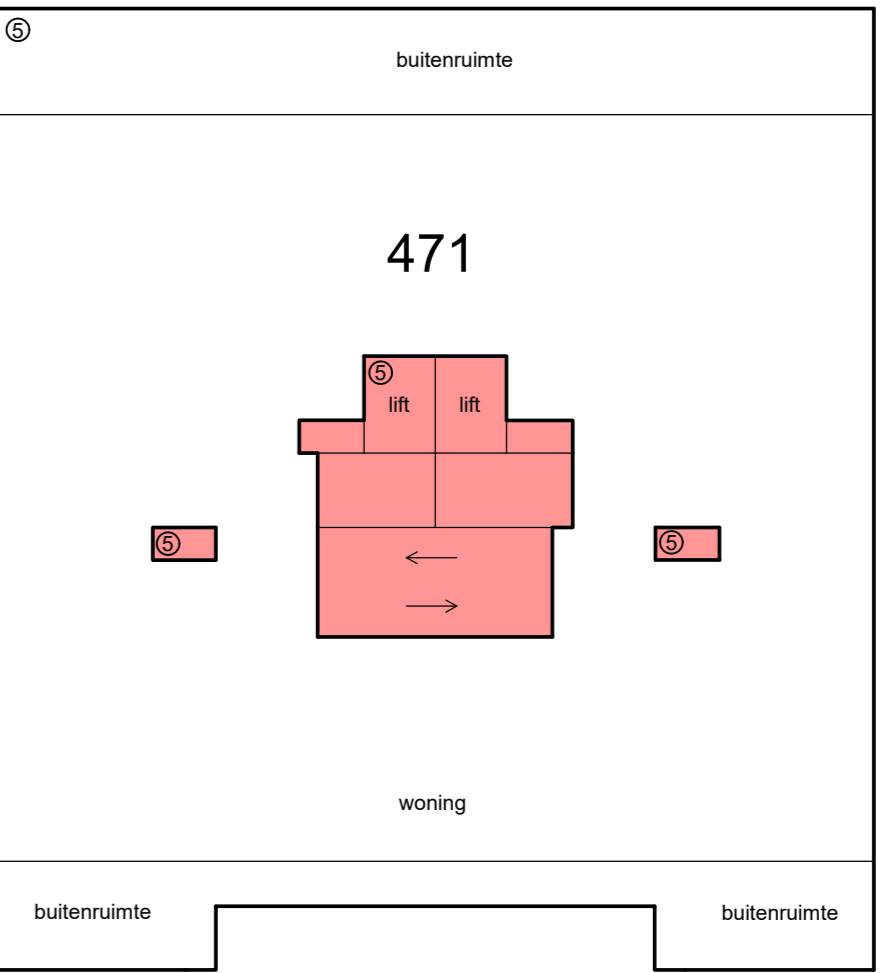 ⑤
buitenruimte
471
⑤
lift lift
⑤ ⑤
woning
buitenruimte buitenruimte